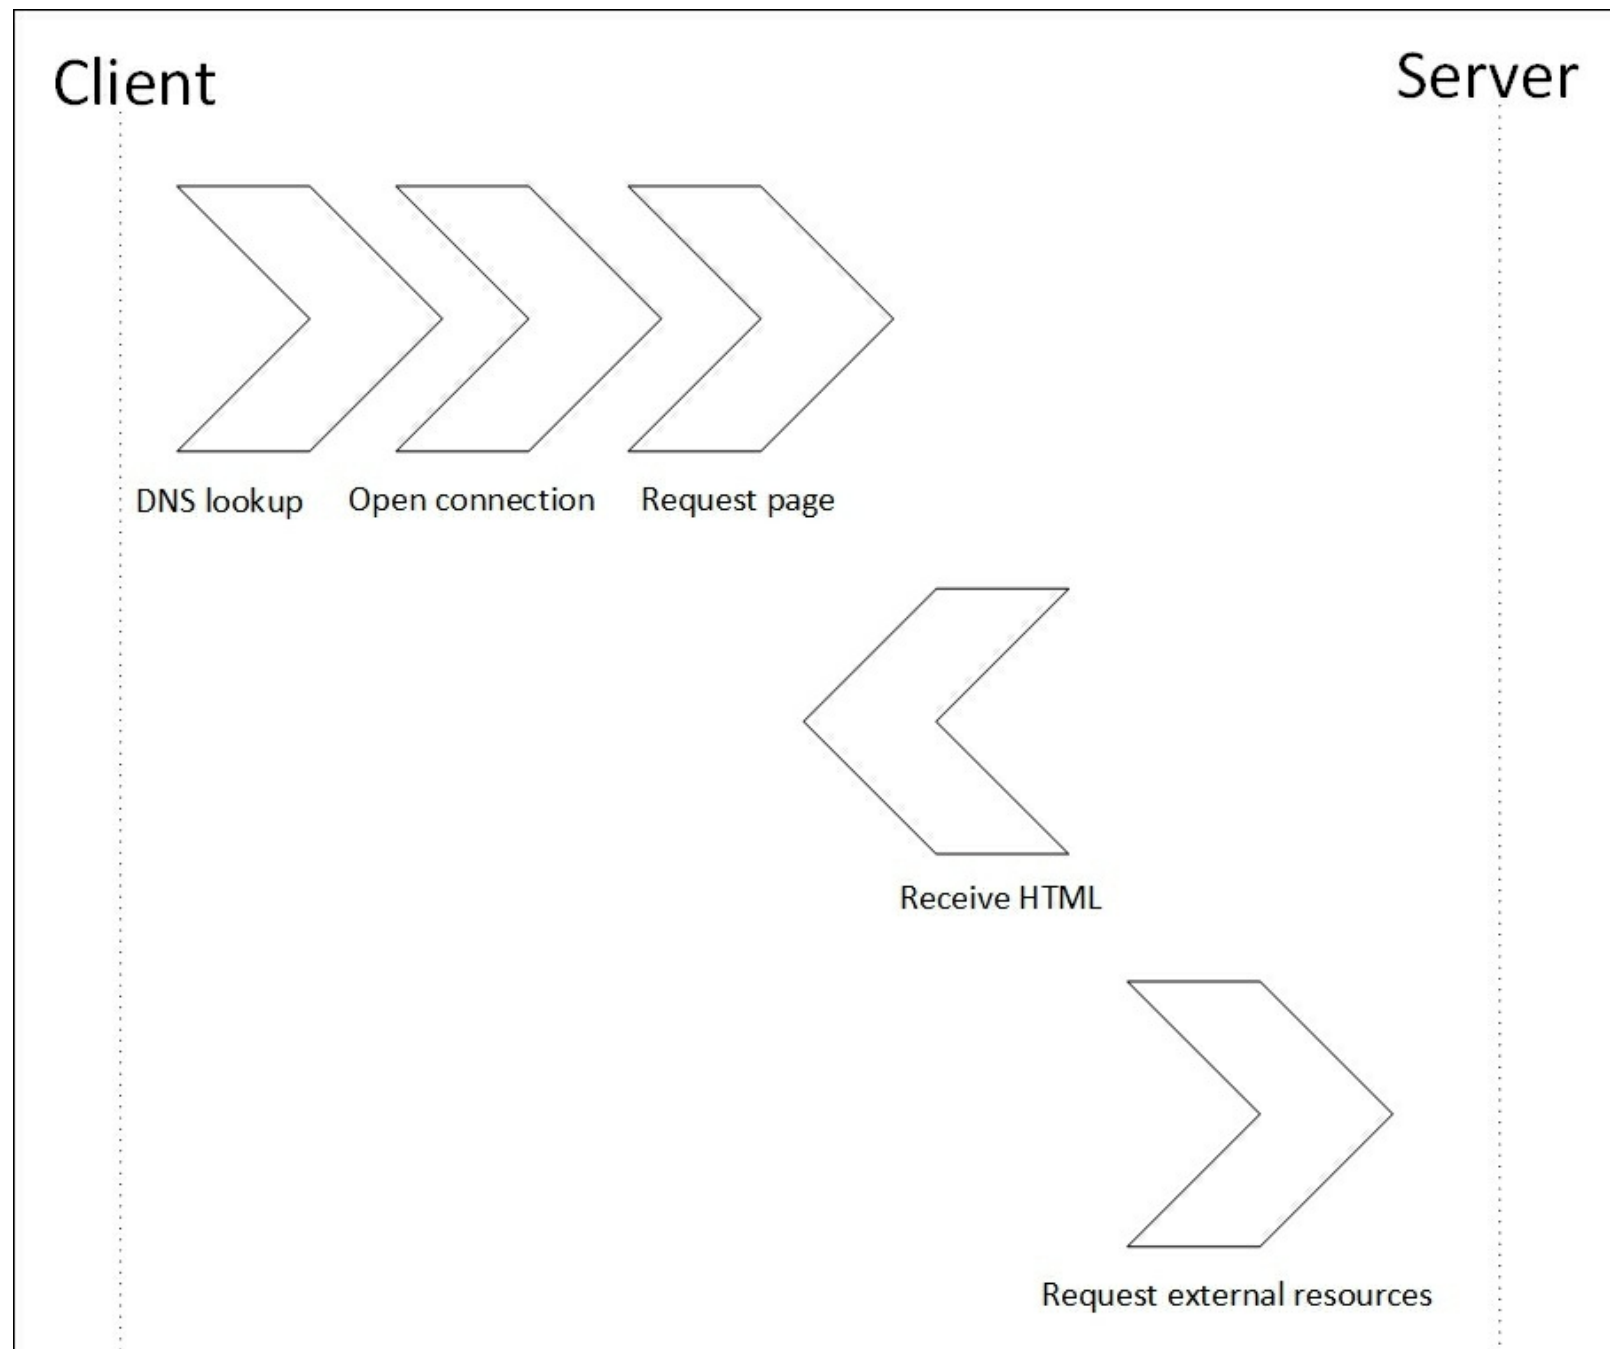 Client
Server
DNS lookup
Open connection
Request page
Receive HTML
Request external resources